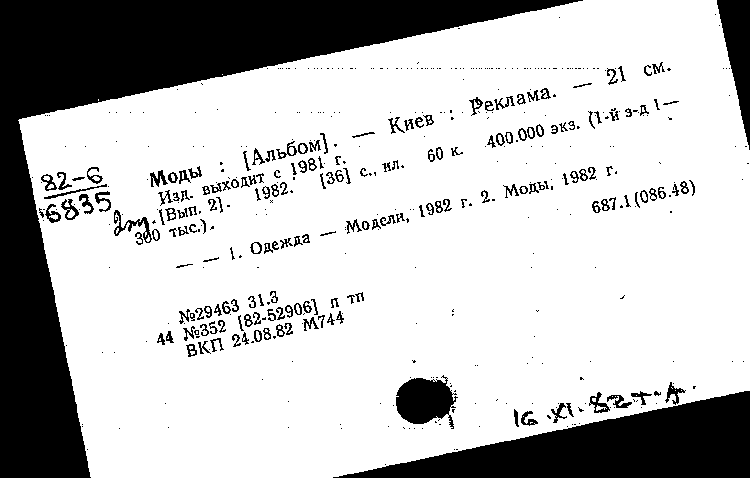 82-6
6835
Моды : [Альбом]. — Киев : Реклама. — 21 см.
Изд. выходит с 1981 г.
[Вып. 2]. 1982. [36] с., ил. 60 к. 400.000 экз. (1-й з-д 1—
300 тыс.).
— — 1. Одежда — Модели, 1982 г. 2. Моды, 1982 г.
687.1(086.48)
№29463 31.3
44 №352 [82-52906] п тп
ВКП 24.08.82 М744
16.XI.82